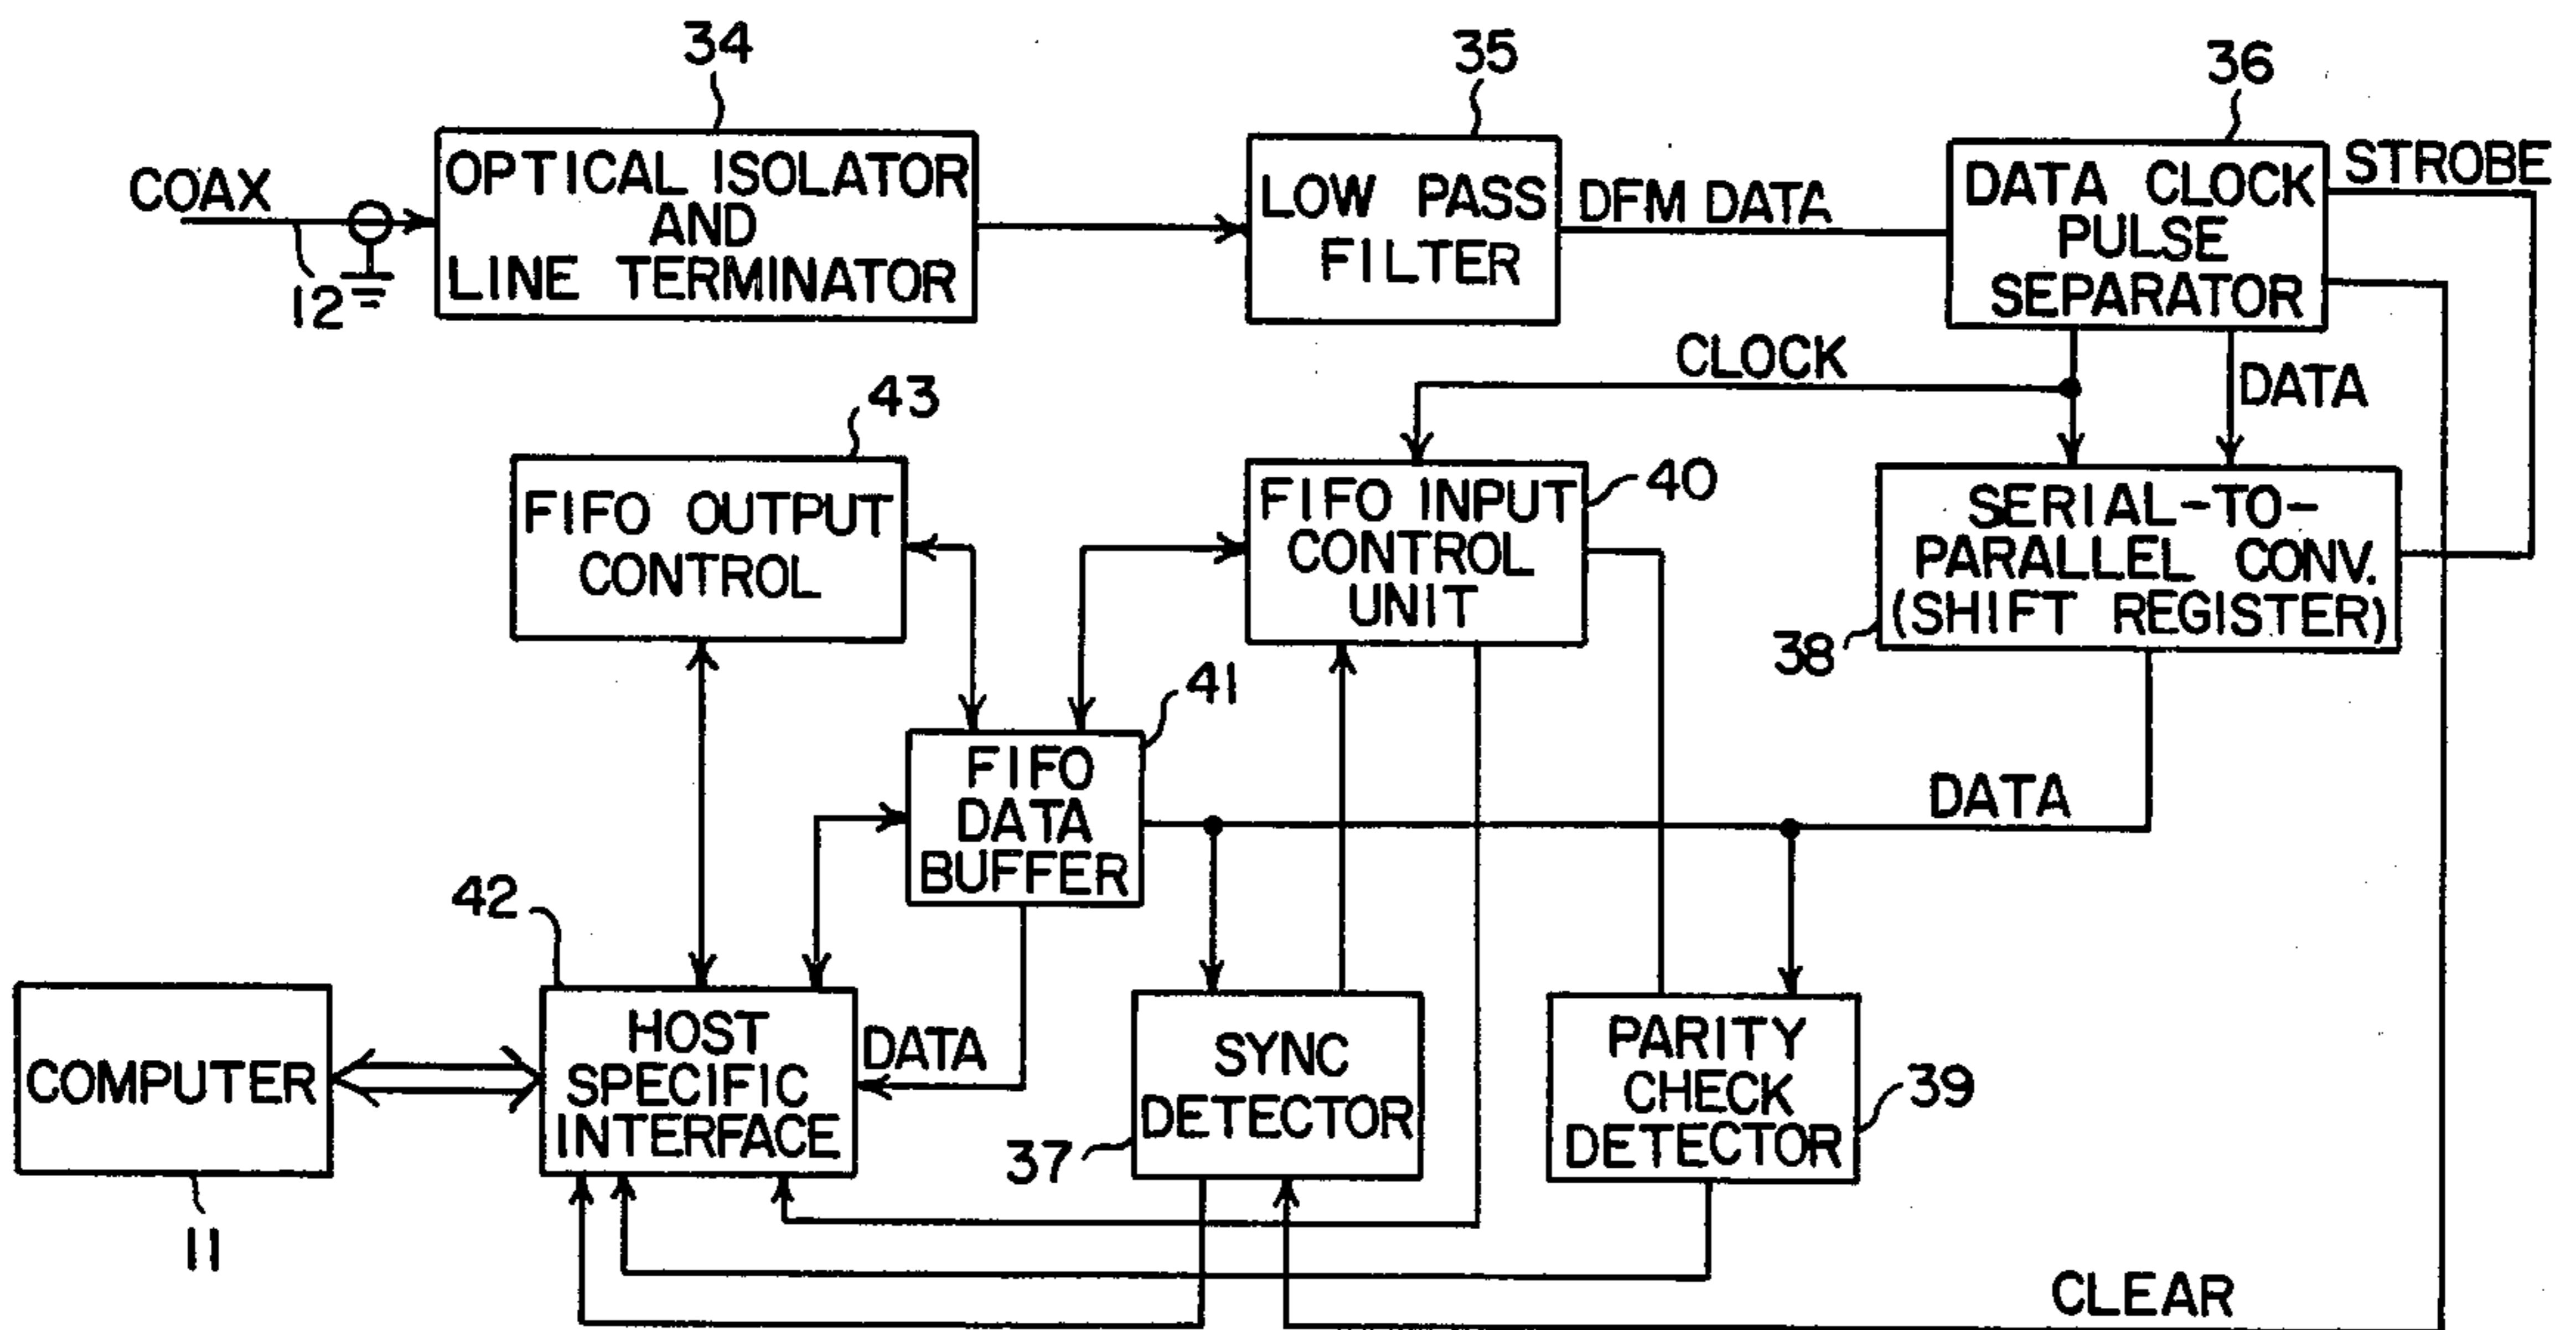 34
35
36
COAX
12
OPTICAL ISOLATOR
AND
LINE TERMINATOR
LOW PASS
FILTER
DFM DATA
DATA CLOCK
PULSE
SEPARATOR
STROBE
CLOCK
DATA
43
FIFO OUTPUT
CONTROL
40
FIFO INPUT
CONTROL
UNIT
SERIAL-TO-
PARALLEL CONV.
(SHIFT REGISTER)
38
41
FIFO
DATA
BUFFER
DATA
42
COMPUTER
11
HOST
SPECIFIC
INTERFACE
DATA
SYNC
DETECTOR
37
PARITY
CHECK
DETECTOR
39
CLEAR